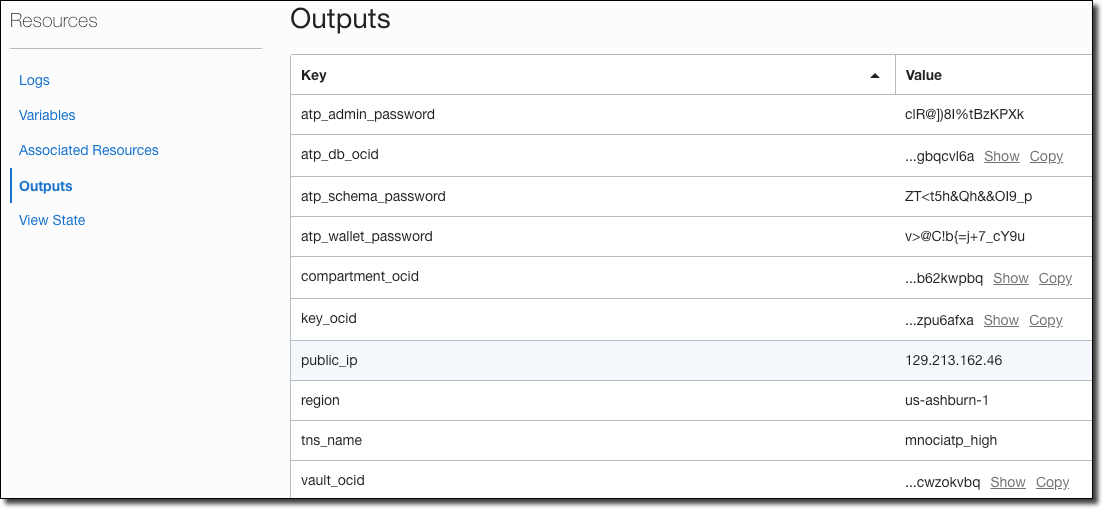 Resources
Logs
Variables
Associated Resources
Outputs
View State
Outputs
Key Value
atp_admin_password clR@])8I%tBzKPXk
atp_db_ocid ...gbqcvl6a Show Copy
atp_schema_password ZT<t5h&Qh&&OI9_p
atp_wallet_password v>@C!b{=j+7_cY9u
compartment_ocid ...b62kwpbq Show Copy
key_ocid ...zpu6afxa Show Copy
public_ip 129.213.162.46
region us-ashburn-1
tns_name mnociatp_high
vault_ocid ...cwzokvbq Show Copy